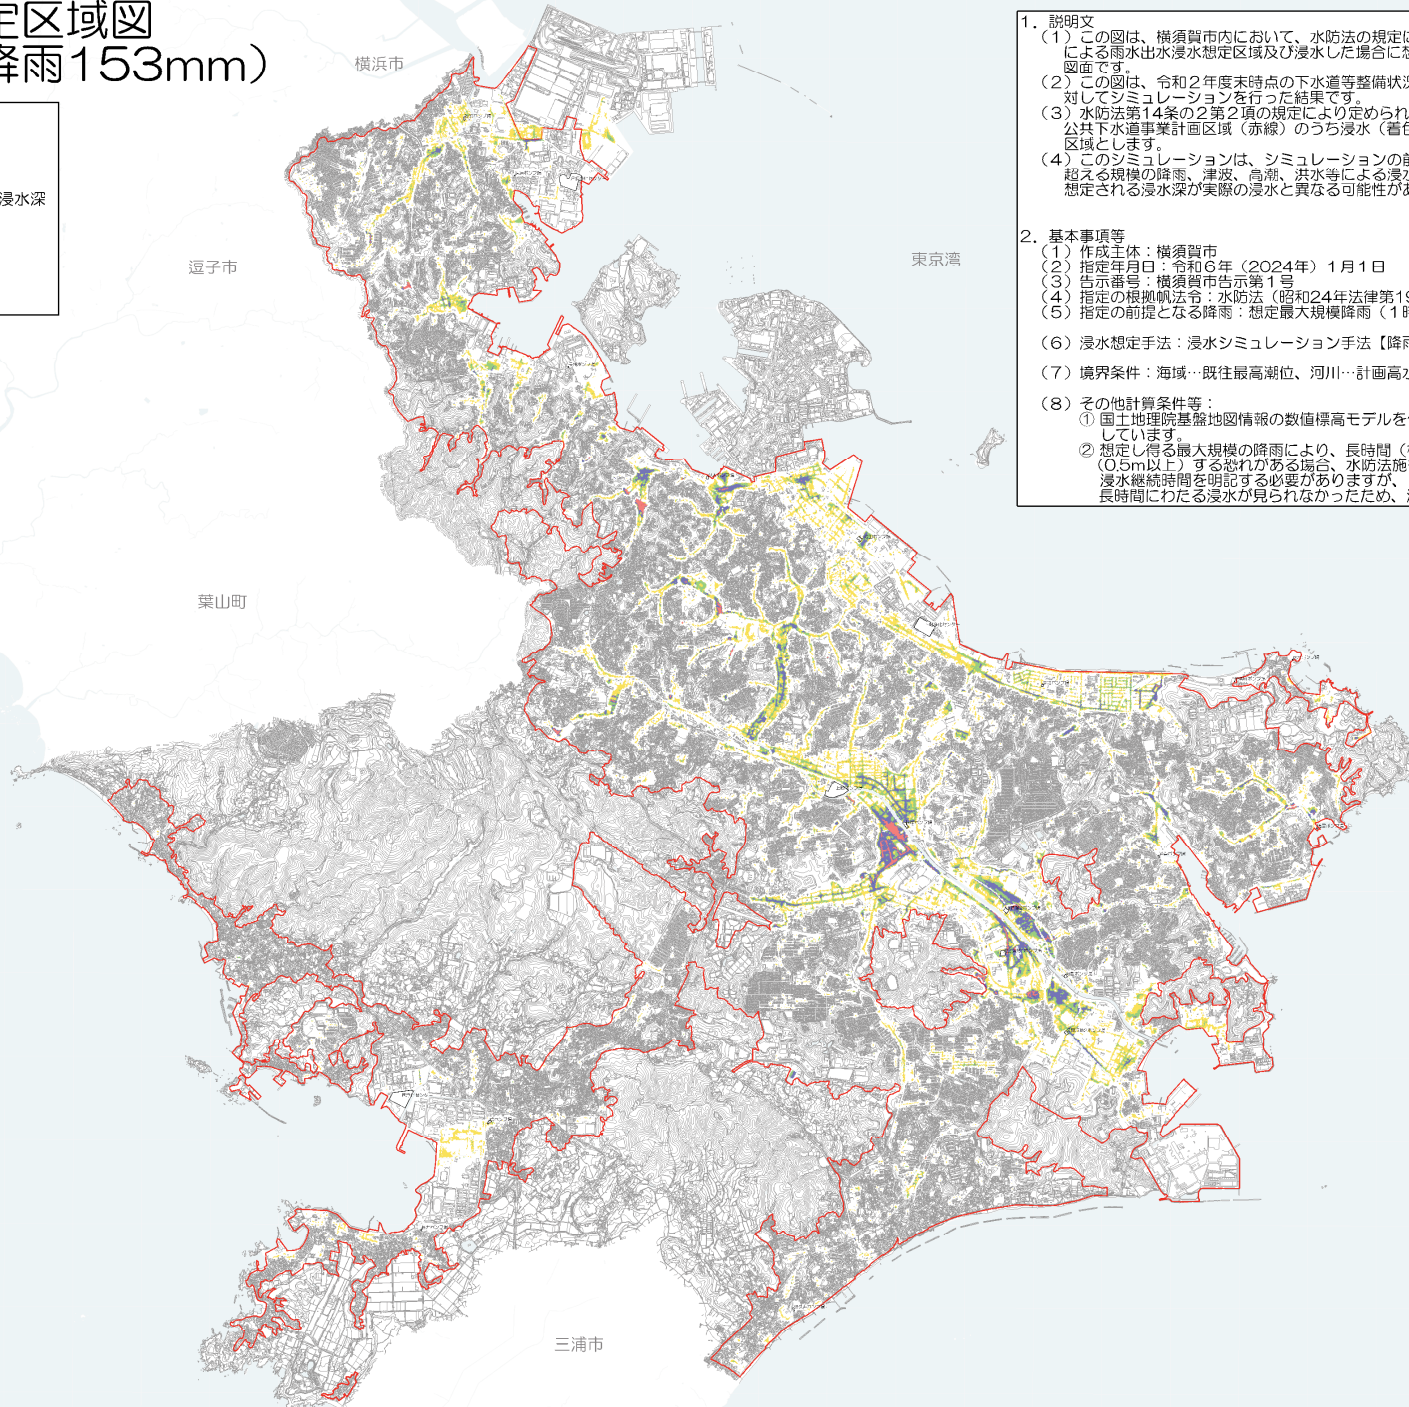 定区域図
降雨153mm）
浸水深
横浜市
逗子市
葉山町
東京湾
三浦市
1．説明文
（1）この図は、横須賀市内において、水防法の規定に
による雨水出水浸水想定区域及び浸水した場合に想
図面です。
（2）この図は、令和２年度末時点の下水道等整備状況
対してシミュレーションを行った結果です。
（3）水防法第14条の２第２項の規定により定められ
公共下水道事業計画区域（赤線）のうち浸水（着色
区域とします。
（4）このシミュレーションは、シミュレーションの前
超える規模の降雨、津波、高潮、洪水等による浸水
想定される浸水深が実際の浸水と異なる可能性があ
2．基本事項等
（1）作成主体：横須賀市
（2）指定年月日：令和６年（2024年）１月１日
（3）告示番号：横須賀市告示第１号
（4）指定の根拠帆法令：水防法（昭和24年法律第19
（5）指定の前提となる降雨：想定最大規模降雨（１時
（6）浸水想定手法：浸水シミュレーション手法【降雨
（7）境界条件：海域…既往最高潮位、河川…計画高水
（8）その他計算条件等：
① 国土地理院基盤地図情報の数値標高モデルを
しています。
② 想定し得る最大規模の降雨により、長時間（
（0.5m以上）する恐れがある場合、水防法施
浸水継続時間を明記する必要がありますが、
長時間にわたる浸水が見られなかったため、